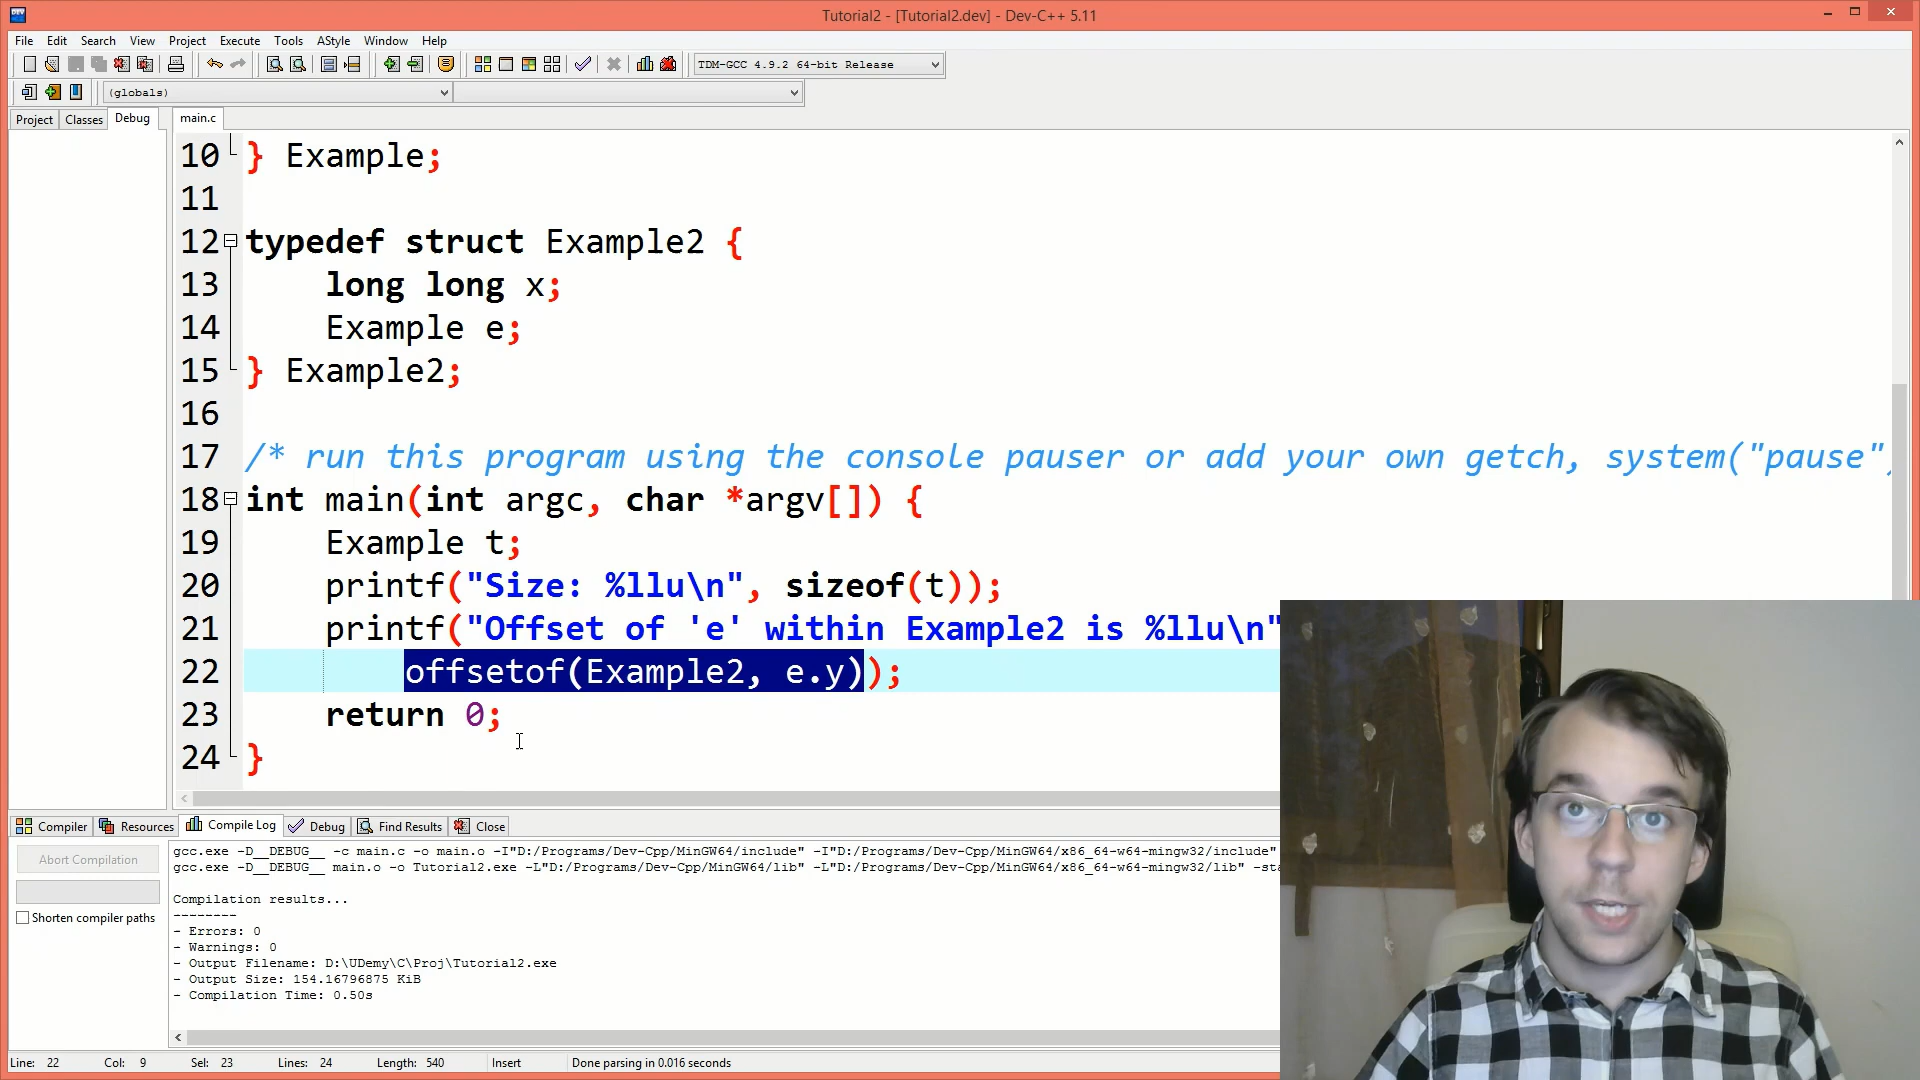 Tutorial2 - [Tutorial2.dev] - Dev-C++ 5.11
File Edit Search View Project Execute Tools AStyle Window Help
TDM-GCC 4.9.2 64-bit Release
(globals)
Project Classes Debug
main.c
10 } Example;
11
12 typedef struct Example2 {
13 long long x;
14 Example e;
15 } Example2;
16
17 /* run this program using the console pauser or add your own getch, system("pause")
18 int main(int argc, char *argv[]) {
19 Example t;
20 printf("Size: %llu\n", sizeof(t));
21 printf("Offset of 'e' within Example2 is %llu\n"
22 offsetof(Example2, e.y));
23 return 0;
24 }
Compiler Resources Compile Log Debug Find Results Close
Abort Compilation
Shorten compiler paths
gcc.exe -D__DEBUG__ -c main.c -o main.o -I"D:/Programs/Dev-Cpp/MinGW64/include" -I"D:/Programs/Dev-Cpp/MinGW64/x86_64-w64-mingw32/include"
gcc.exe -D__DEBUG__ main.o -o Tutorial2.exe -L"D:/Programs/Dev-Cpp/MinGW64/lib" -L"D:/Programs/Dev-Cpp/MinGW64/x86_64-w64-mingw32/lib" -sta
Compilation results...
--------
- Errors: 0
- Warnings: 0
- Output Filename: D:\UDemy\C\Proj\Tutorial2.exe
- Output Size: 154.16796875 KiB
- Compilation Time: 0.50s
Line: 22 Col: 9 Sel: 23 Lines: 24 Length: 540 Insert Done parsing in 0.016 seconds